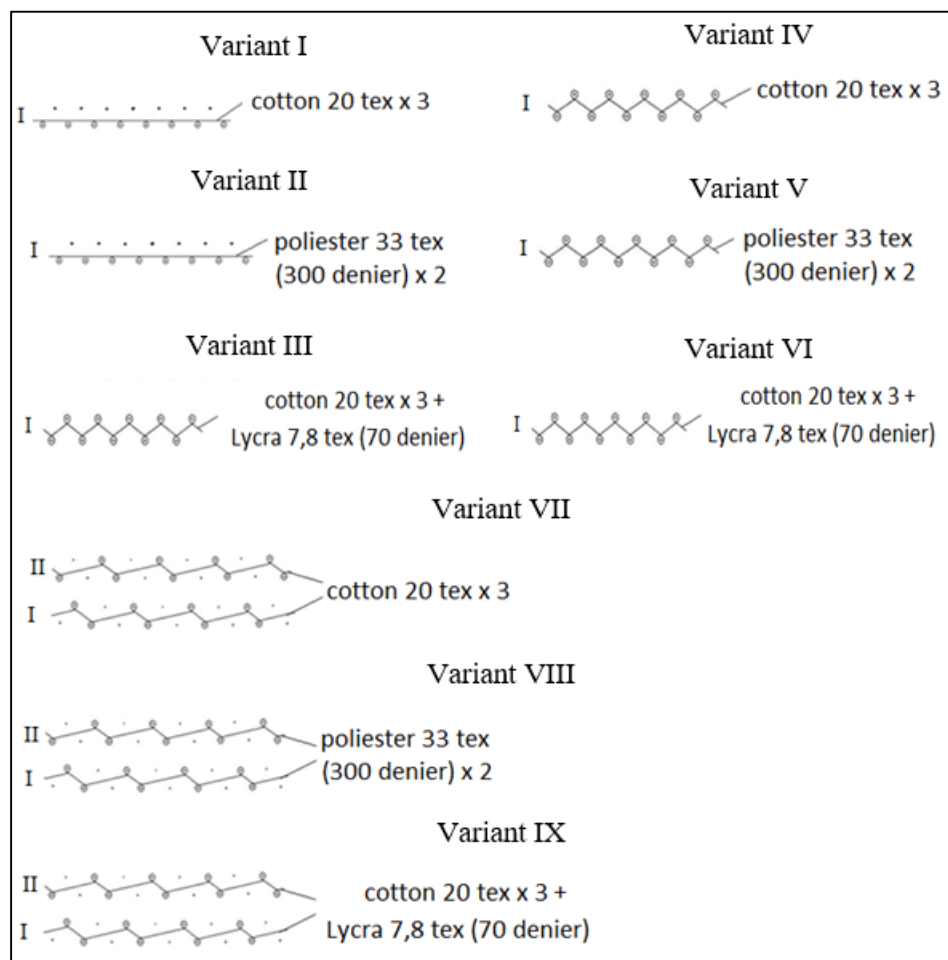 Variant I
I
cotton 20 tex x 3
Variant IV
I
cotton 20 tex x 3
Variant II
I
poliester 33 tex
(300 denier) x 2
Variant V
I
poliester 33 tex
(300 denier) x 2
Variant III
I
cotton 20 tex x 3 +
Lycra 7,8 tex (70 denier)
Variant VI
I
cotton 20 tex x 3 +
Lycra 7,8 tex (70 denier)
Variant VII
II
I
cotton 20 tex x 3
Variant VIII
II
I
poliester 33 tex
(300 denier) x 2
Variant IX
II
I
cotton 20 tex x 3 +
Lycra 7,8 tex (70 denier)